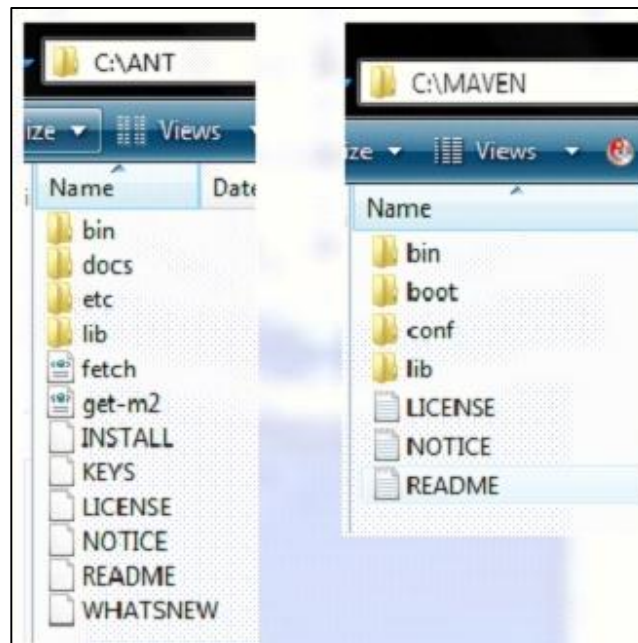 C:\ANT
ize Views
Name Date
bin
docs
etc
lib
fetch
get-m2
INSTALL
KEYS
LICENSE
NOTICE
README
WHATSNEW
C:\MAVEN
ze Views
Name
bin
boot
conf
lib
LICENSE
NOTICE
README